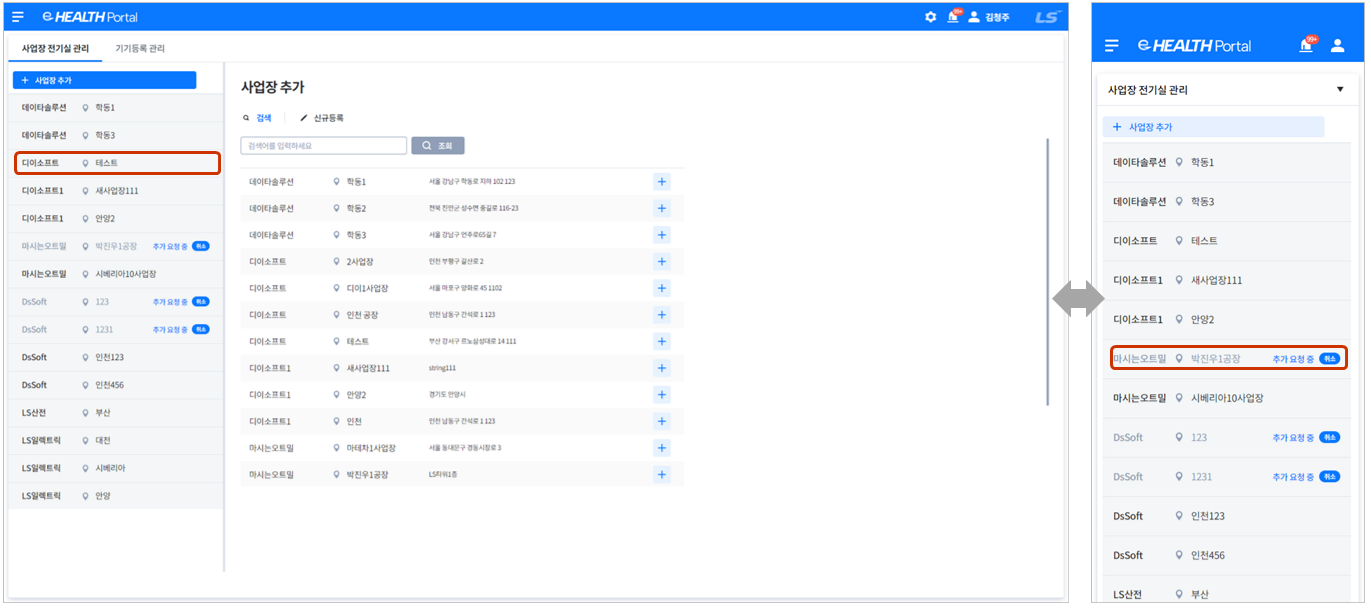 e HEALTH Portal
99+
김청주
LS
사업장 전기실 관리 기기등록 관리
+ 사업장 추가
데이타솔루션 학동1
데이타솔루션 학동3
디이소프트 테스트
디이소프트1 새사업장111
디이소프트1 안양2
마시는오트밀 박진우1공장 추가 요청 중 취소
마시는오트밀 시베리아10사업장
DsSoft 123 추가 요청 중 취소
DsSoft 1231 추가 요청 중 취소
DsSoft 인천123
DsSoft 인천456
LS산전 부산
LS일렉트릭 대전
LS일렉트릭 시베리아
LS일렉트릭 안양
사업장 추가
검색 신규등록
검색어를 입력하세요 조회
데이타솔루션 학동1 서울 강남구 학동로 지하 102 123 +
데이타솔루션 학동2 전북 진안군 성수면 중길로 116-23 +
데이타솔루션 학동3 서울 강남구 언주로65길 7 +
디이소프트 2사업장 인천 부평구 길산로 2 +
디이소프트 디이1사업장 서울 마포구 양화로 45 1102 +
디이소프트 인천 공장 인천 남동구 간석로 1 123 +
디이소프트 테스트 부산 강서구 르노삼성대로 14 111 +
디이소프트1 새사업장111 string111 +
디이소프트1 안양2 경기도 안양시 +
디이소프트1 인천 인천 남동구 간석로 1 123 +
마시는오트밀 마테차1사업장 서울 동대문구 경동시장로 3 +
마시는오트밀 박진우1공장 LS타워1층 +
e HEALTH Portal
99+
사업장 전기실 관리 ▼
+ 사업장 추가
데이타솔루션 학동1
데이타솔루션 학동3
디이소프트 테스트
디이소프트1 새사업장111
디이소프트1 안양2
마시는오트밀 박진우1공장 추가 요청 중 취소
마시는오트밀 시베리아10사업장
DsSoft 123 추가 요청 중 취소
DsSoft 1231 추가 요청 중 취소
DsSoft 인천123
DsSoft 인천456
LS산전 부산